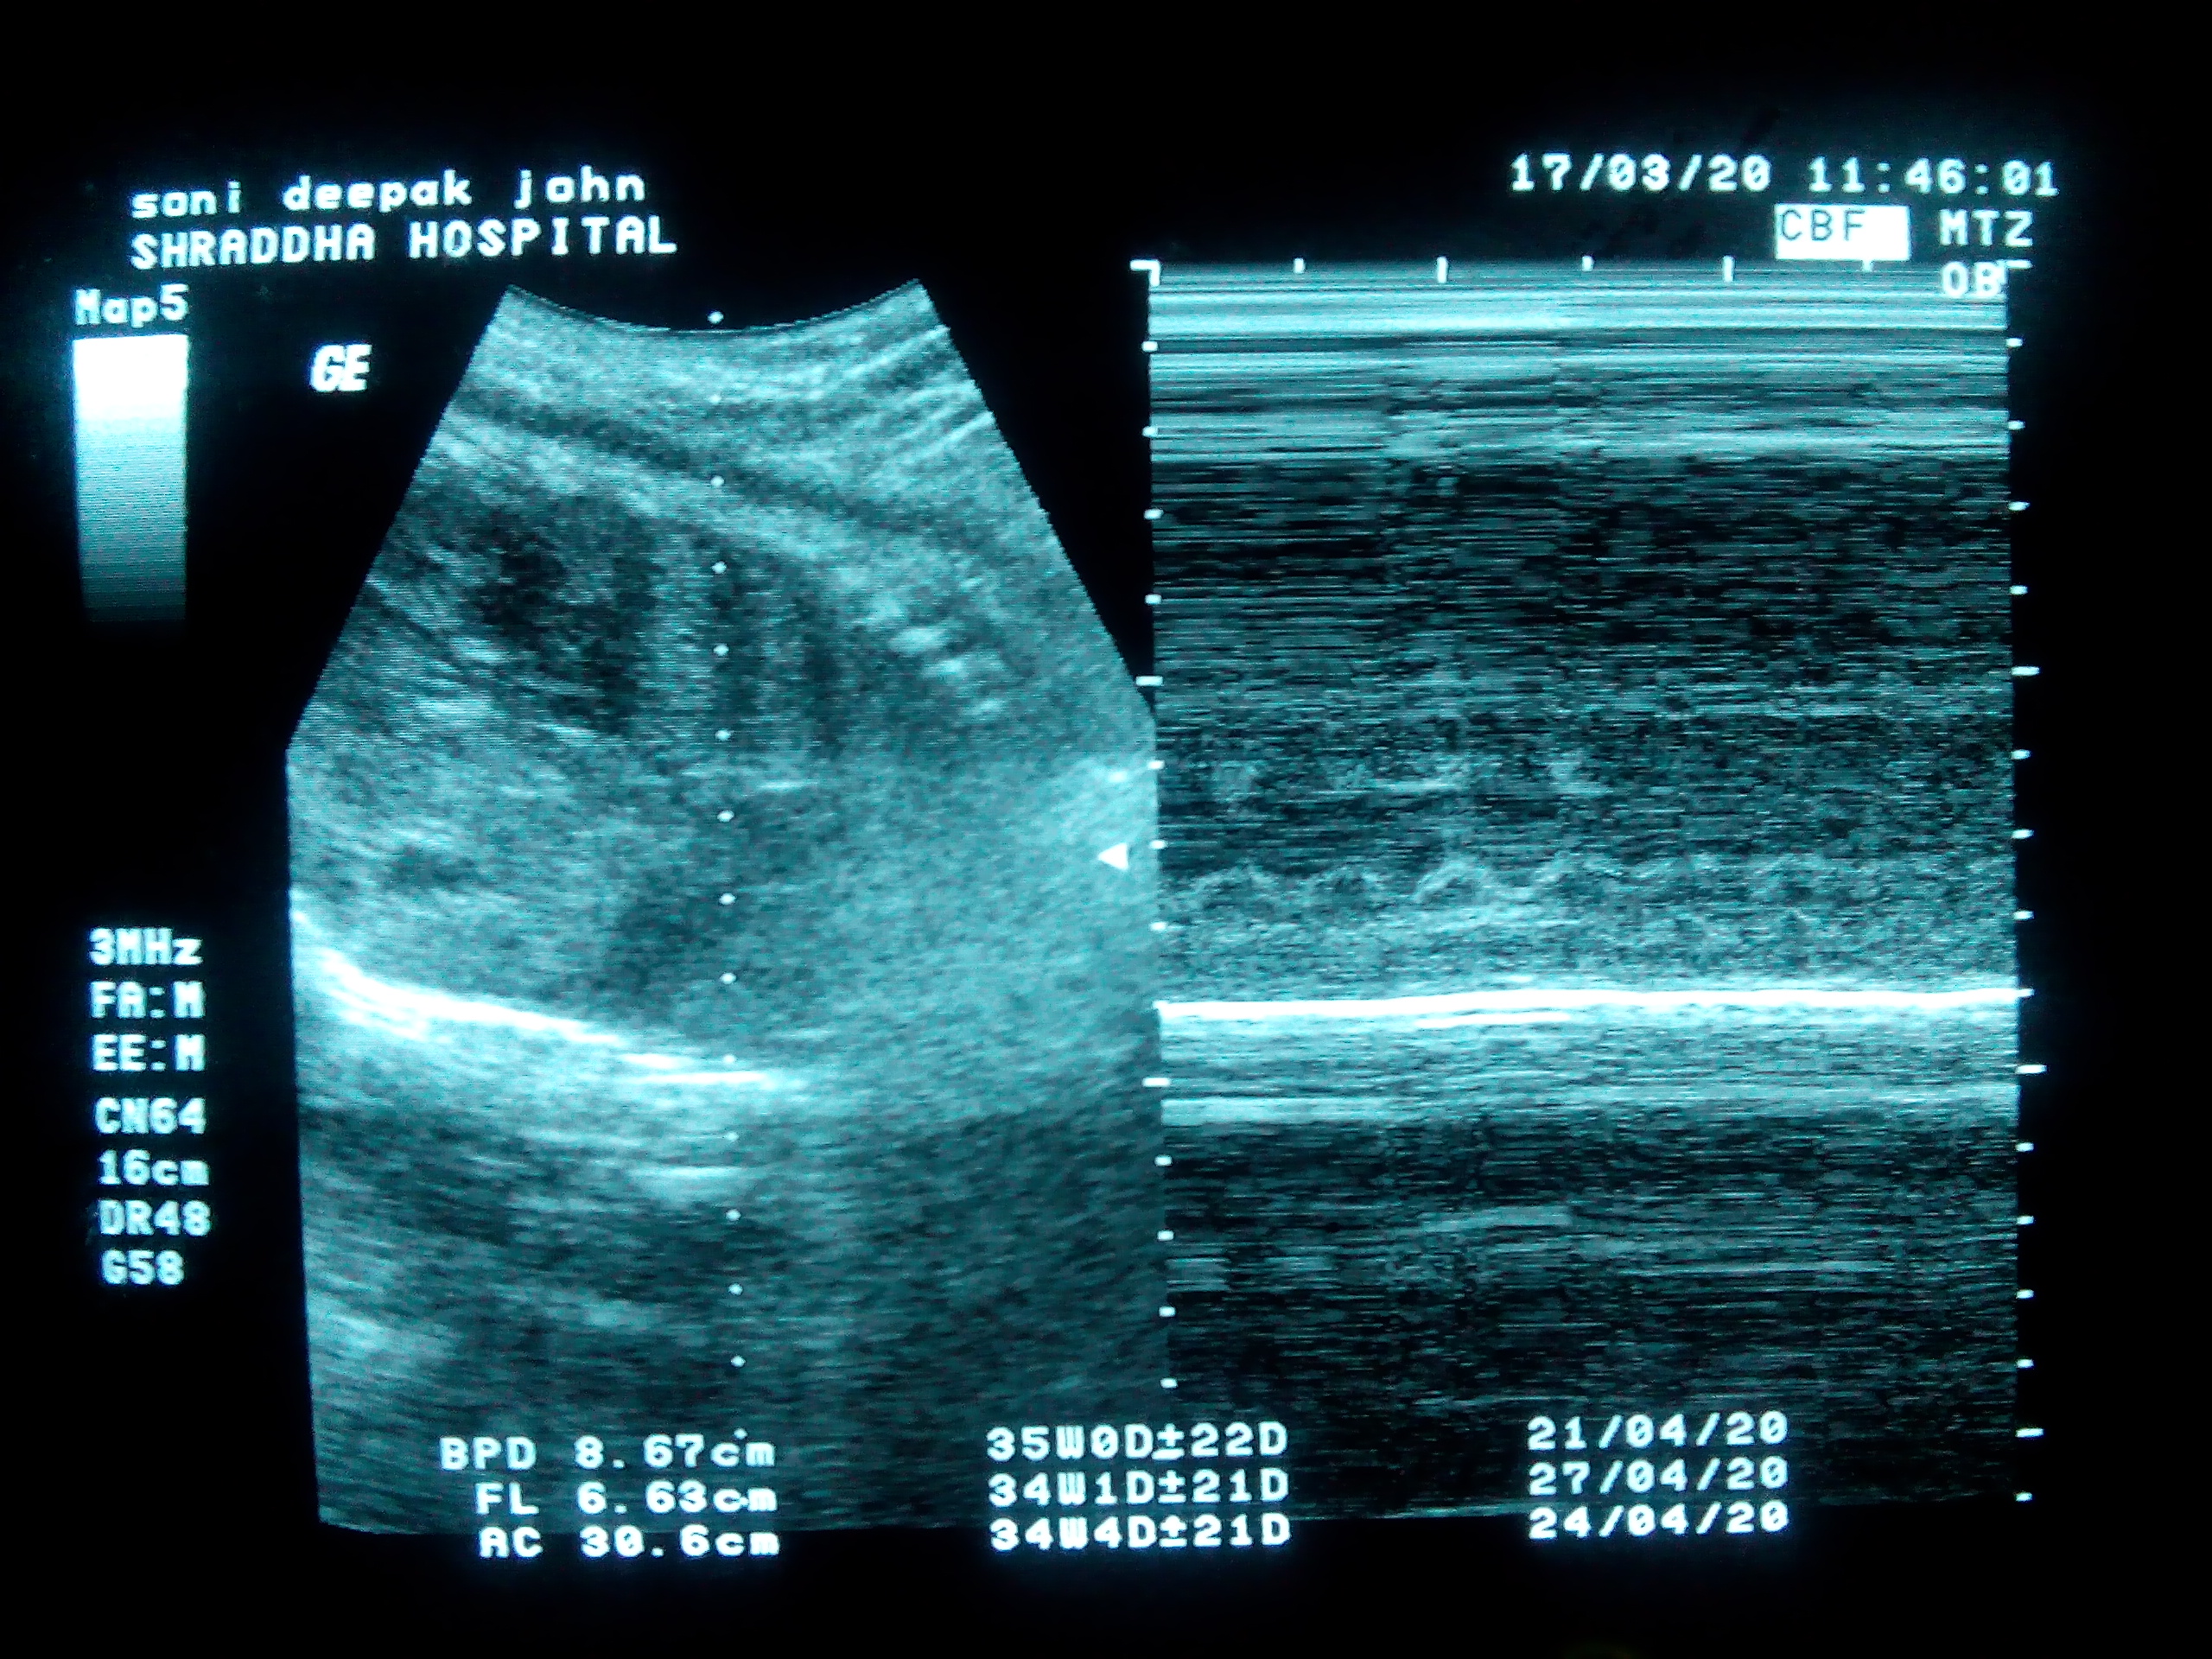 soni deepak john
SHRADDHA HOSPITAL
17/03/20 11:46:01
CBF MTZ
OB
Map5
GE
3MHz
FA:M
EE:M
CN64
16cm
DR48
G58
BPD 8.67cm 35W0D±22D 21/04/20
FL 6.63cm 34W1D±21D 27/04/20
AC 30.6cm 34W4D±21D 24/04/20